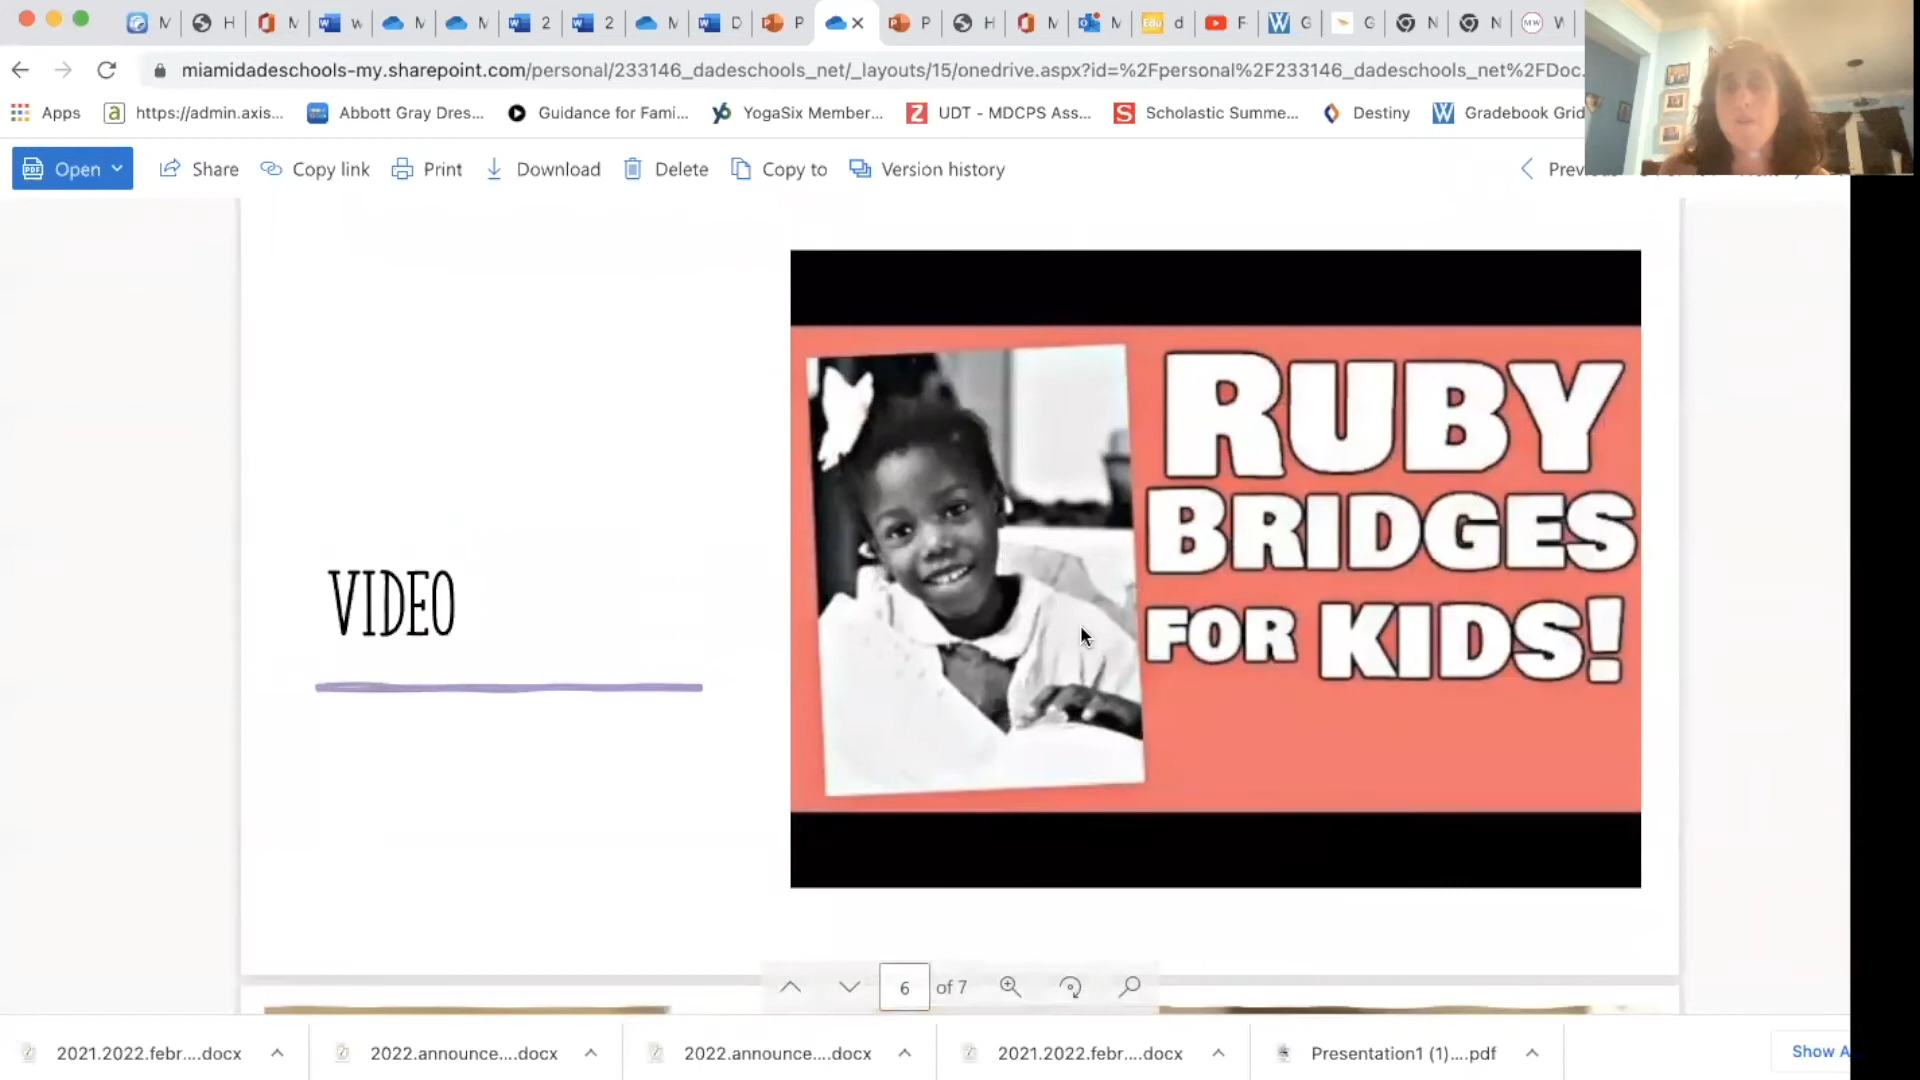 M H M w M M 2 2 M D P P H M M d F G G N N
miamidadeschools-my.sharepoint.com/personal/233146_dadeschools_net/_layouts/15/onedrive.aspx?id=%2Fpersonal%2F233146_dadeschools_net%2FDoc.
Apps https://admin.axis... Abbott Gray Dres... Guidance for Fami... YogaSix Member... UDT - MDCPS Ass... Scholastic Summe... Destiny Gradebook Grid
Open Share Copy link Print Download Delete Copy to Version history
RUBY
BRIDGES
FOR KIDS!
VIDEO
6 of 7
2021.2022.febr....docx 2022.announce....docx 2022.announce....docx 2021.2022.febr....docx Presentation1 (1)....pdf Show A